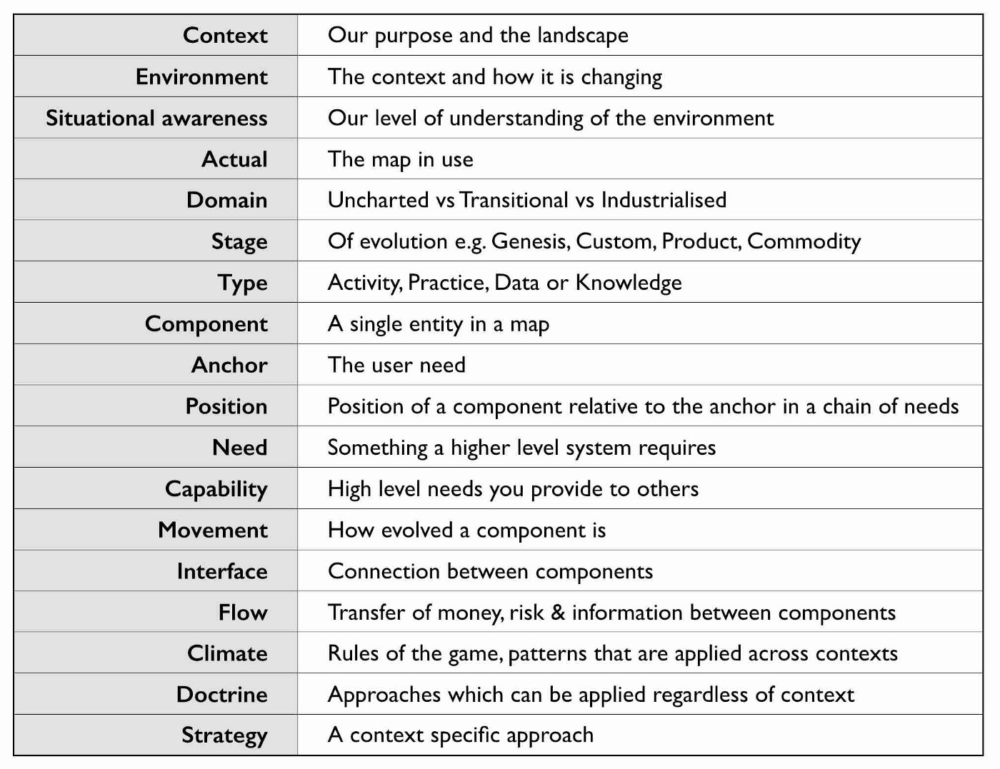 Context Our purpose and the landscape
Environment The context and how it is changing
Situational awareness Our level of understanding of the environment
Actual The map in use
Domain Uncharted vs Transitional vs Industrialised
Stage Of evolution e.g. Genesis, Custom, Product, Commodity
Type Activity, Practice, Data or Knowledge
Component A single entity in a map
Anchor The user need
Position Position of a component relative to the anchor in a chain of needs
Need Something a higher level system requires
Capability High level needs you provide to others
Movement How evolved a component is
Interface Connection between components
Flow Transfer of money, risk & information between components
Climate Rules of the game, patterns that are applied across contexts
Doctrine Approaches which can be applied regardless of context
Strategy A context specific approach